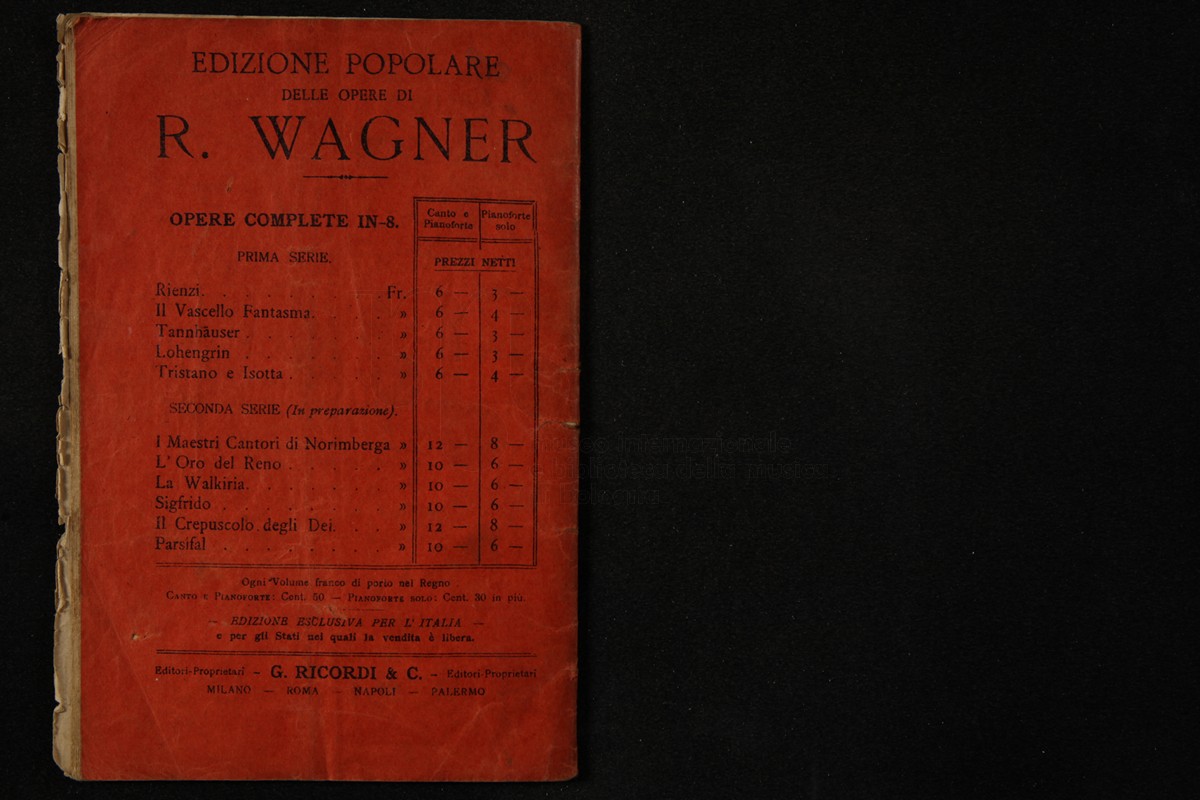 EDIZIONE POPOLARE
DELLE OPERE DI
R. WAGNER
OPERE COMPLETE IN-8.
Canto e Pianoforte
Pianoforte solo
PRIMA SERIE.
PREZZI NETTI
Rienzi. . . . . . . . . Fr. 6 — 3 —
Il Vascello Fantasma. . . . » 6 — 4 —
Tannhäuser . . . . . . . » 6 — 3 —
Lohengrin . . . . . . . » 6 — 3 —
Tristano e Isotta . . . . . » 6 — 4 —
SECONDA SERIE (In preparazione).
I Maestri Cantori di Norimberga » 12 — 8 —
L'Oro del Reno . . . . . » 10 — 6 —
La Walkiria. . . . . . . » 10 — 6 —
Sigfrido . . . . . . . . » 10 — 6 —
Il Crepuscolo degli Dei. . . » 12 — 8 —
Parsifal . . . . . . . . » 10 — 6 —
Ogni Volume franco di porto nel Regno
CANTO E PIANOFORTE: Cent. 50 — PIANOFORTE SOLO: Cent. 30 in più.
— EDIZIONE ESCLUSIVA PER L'ITALIA —
e per gli Stati nei quali la vendita è libera.
Editori-Proprietari — G. RICORDI & C. — Editori-Proprietari
MILANO — ROMA — NAPOLI — PALERMO